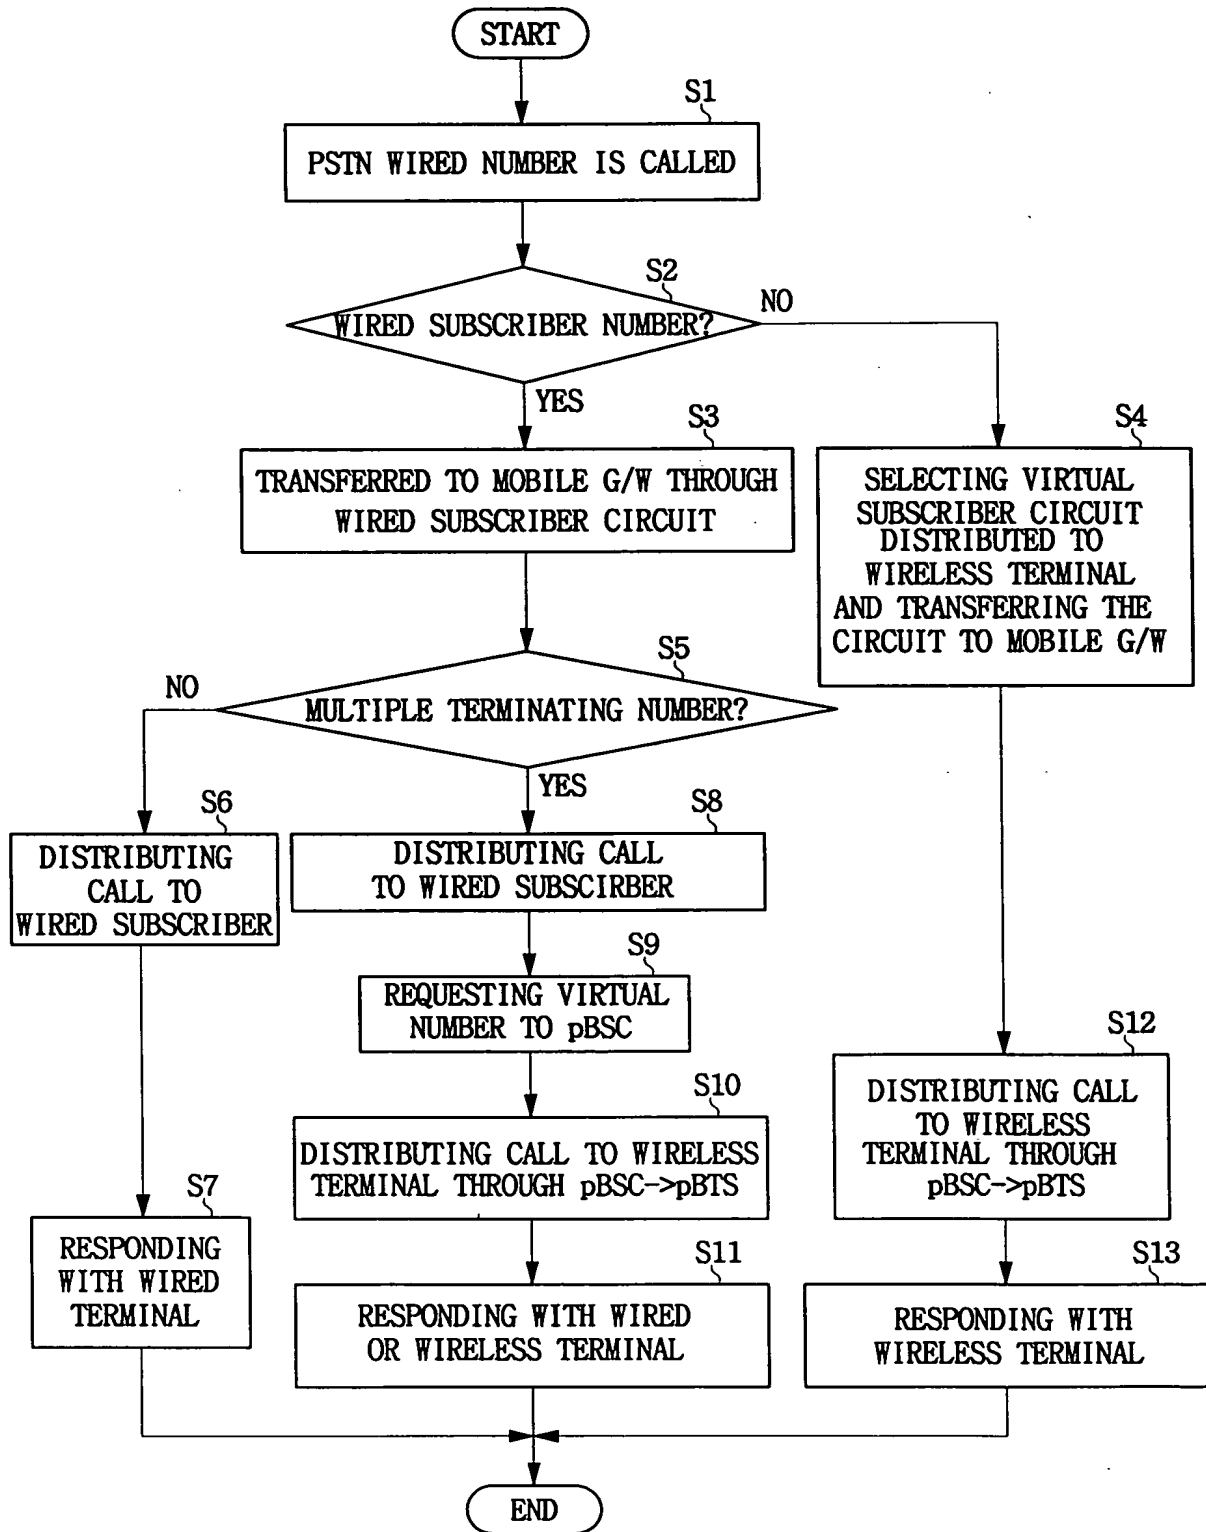 START
S1
PSTN WIRED NUMBER IS CALLED
S2
WIRED SUBSCRIBER NUMBER?
NO
YES
S3
TRANSFERRED TO MOBILE G/W THROUGH
WIRED SUBSCRIBER CIRCUIT
S4
SELECTING VIRTUAL
SUBSCRIBER CIRCUIT
DISTRIBUTED TO
WIRELESS TERMINAL
AND TRANSFERRING THE
CIRCUIT TO MOBILE G/W
S5
MULTIPLE TERMINATING NUMBER?
NO
YES
S6
DISTRIBUTING
CALL TO
WIRED SUBSCRIBER
S8
DISTRIBUTING CALL
TO WIRED SUBSCIRBER
S9
REQUESTING VIRTUAL
NUMBER TO pBSC
S10
DISTRIBUTING CALL TO WIRELESS
TERMINAL THROUGH pBSC->pBTS
S12
DISTRIBUTING CALL
TO WIRELESS
TERMINAL THROUGH
pBSC->pBTS
S7
RESPONDING
WITH WIRED
TERMINAL
S11
RESPONDING WITH WIRED
OR WIRELESS TERMINAL
S13
RESPONDING WITH
WIRELESS TERMINAL
END